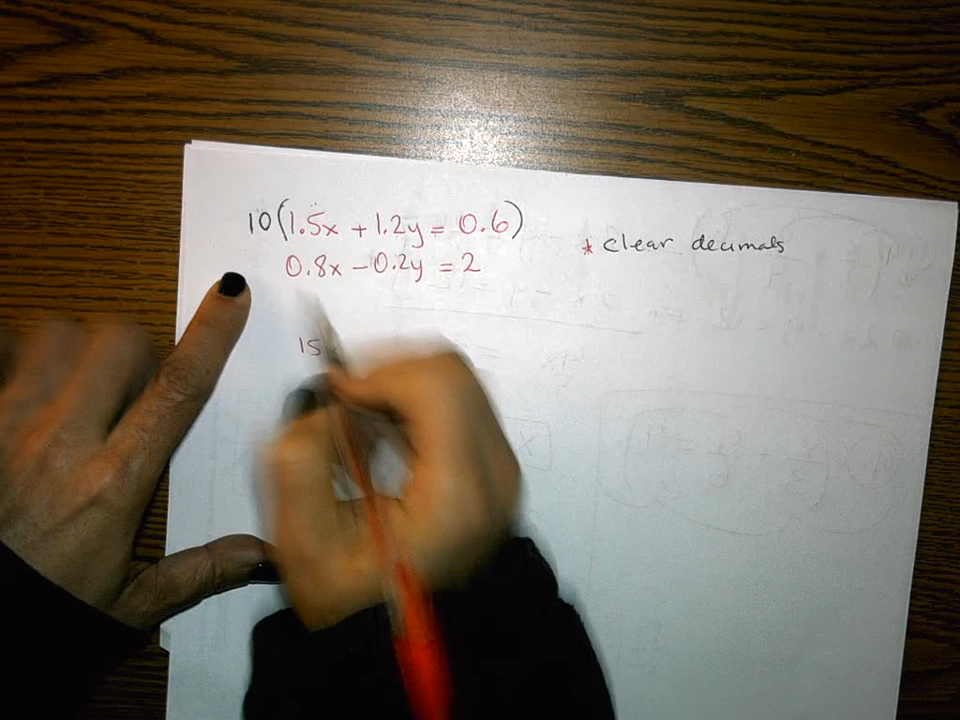 10(1.5x + 1.2y = 0.6)
* clear decimals
0.8x − 0.2y = 2
15